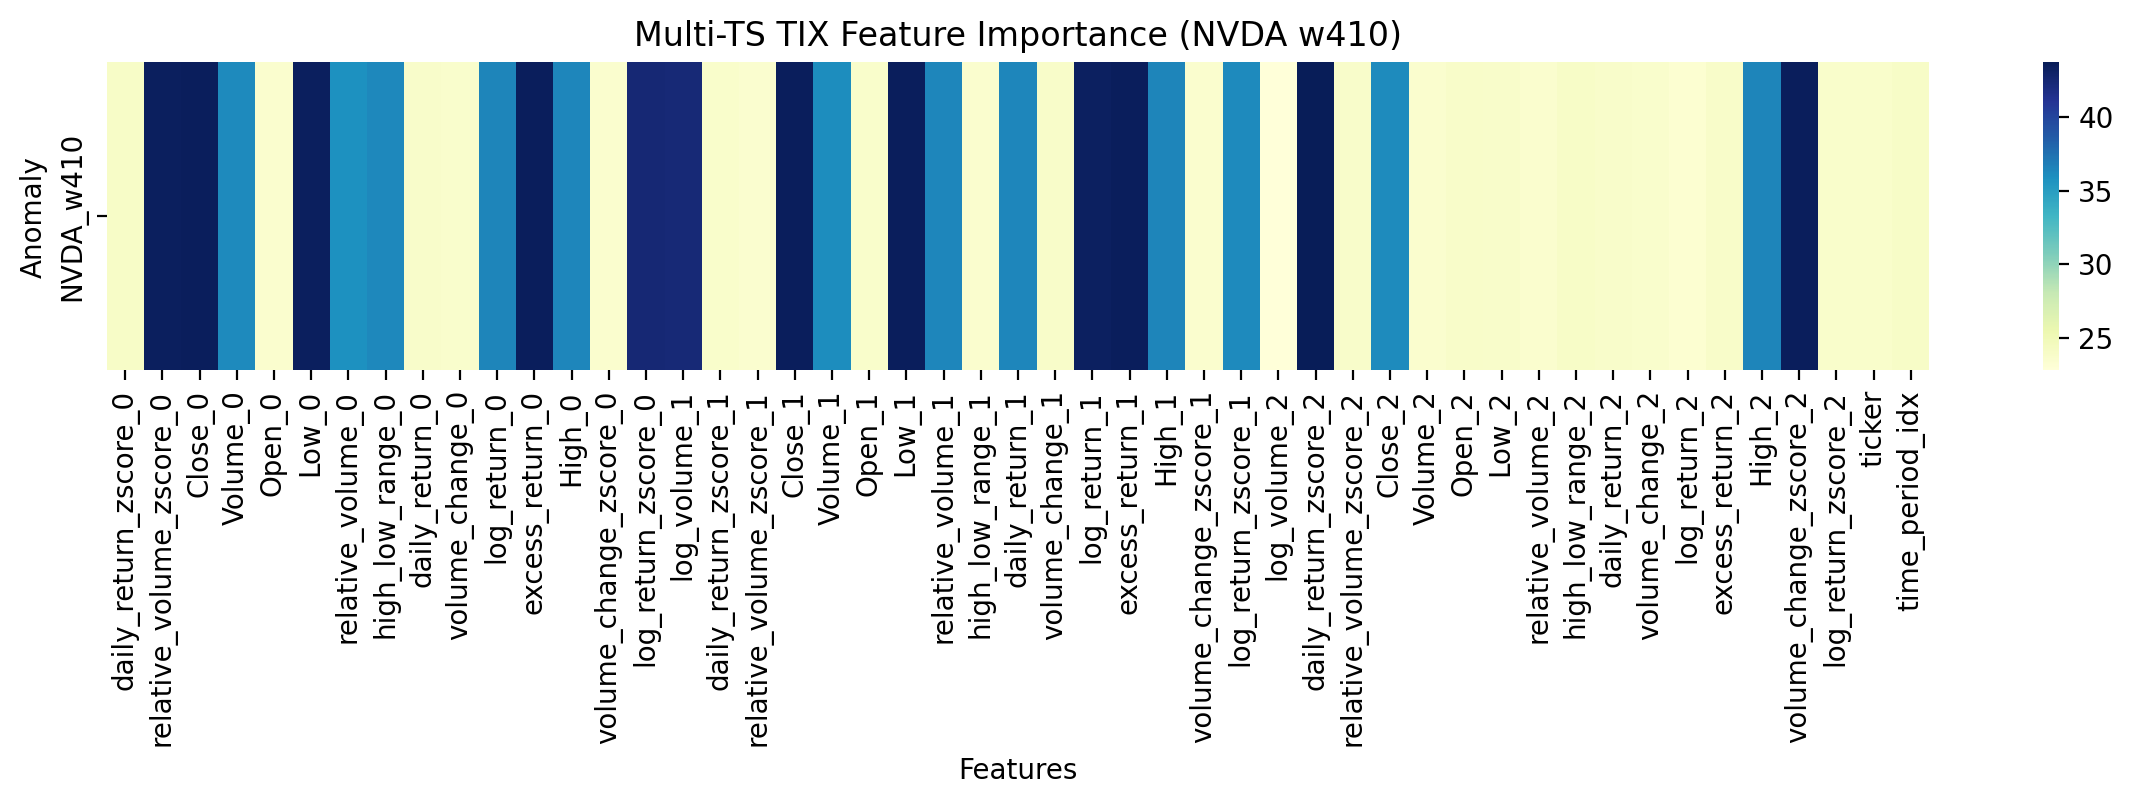 Multi-TS TIX Feature Importance (NVDA w410)
Anomaly
NVDA_w410
40
35
30
25
daily_return_zscore_0
relative_volume_zscore_0
Close_0
Volume_0
Open_0
Low_0
relative_volume_0
high_low_range_0
daily_return_0
volume_change_0
log_return_0
excess_return_0
High_0
volume_change_zscore_0
log_return_zscore_0
log_volume_1
daily_return_zscore_1
relative_volume_zscore_1
Close_1
Volume_1
Open_1
Low_1
relative_volume_1
high_low_range_1
daily_return_1
volume_change_1
log_return_1
excess_return_1
High_1
volume_change_zscore_1
log_return_zscore_1
log_volume_2
daily_return_zscore_2
relative_volume_zscore_2
Close_2
Volume_2
Open_2
Low_2
relative_volume_2
high_low_range_2
daily_return_2
volume_change_2
log_return_2
excess_return_2
High_2
volume_change_zscore_2
log_return_zscore_2
ticker
time_period_idx
Features